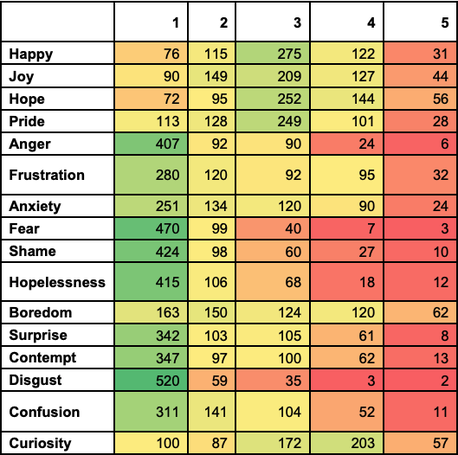 1 2 3 4 5
Happy 76 115 275 122 31
Joy 90 149 209 127 44
Hope 72 95 252 144 56
Pride 113 128 249 101 28
Anger 407 92 90 24 6
Frustration 280 120 92 95 32
Anxiety 251 134 120 90 24
Fear 470 99 40 7 3
Shame 424 98 60 27 10
Hopelessness 415 106 68 18 12
Boredom 163 150 124 120 62
Surprise 342 103 105 61 8
Contempt 347 97 100 62 13
Disgust 520 59 35 3 2
Confusion 311 141 104 52 11
Curiosity 100 87 172 203 57